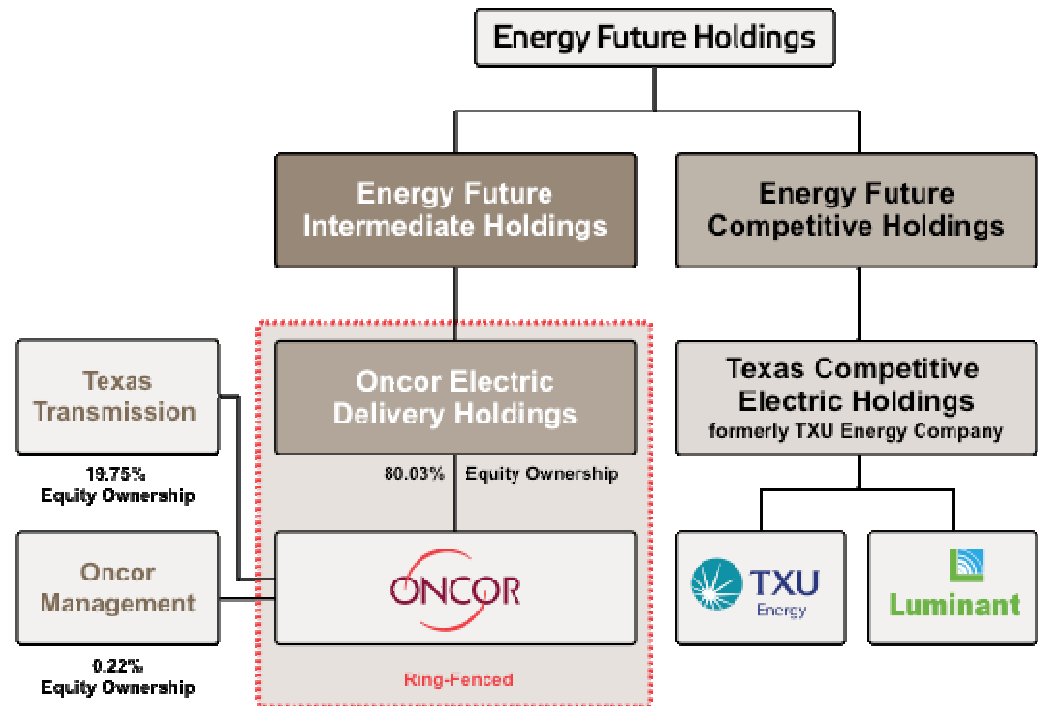 Energy Future Holdings
Energy Future
Intermediate Holdings
Energy Future
Competitive Holdings
Texas
Transmission
19.75%
Equity Ownership
Oncor Electric
Delivery Holdings
80.03% Equity Ownership
Texas Competitive
Electric Holdings
formerly TXU Energy Company
Oncor
Management
0.22%
Equity Ownership
ONCOR
Ring-Fenced
TXU
Energy
Luminant